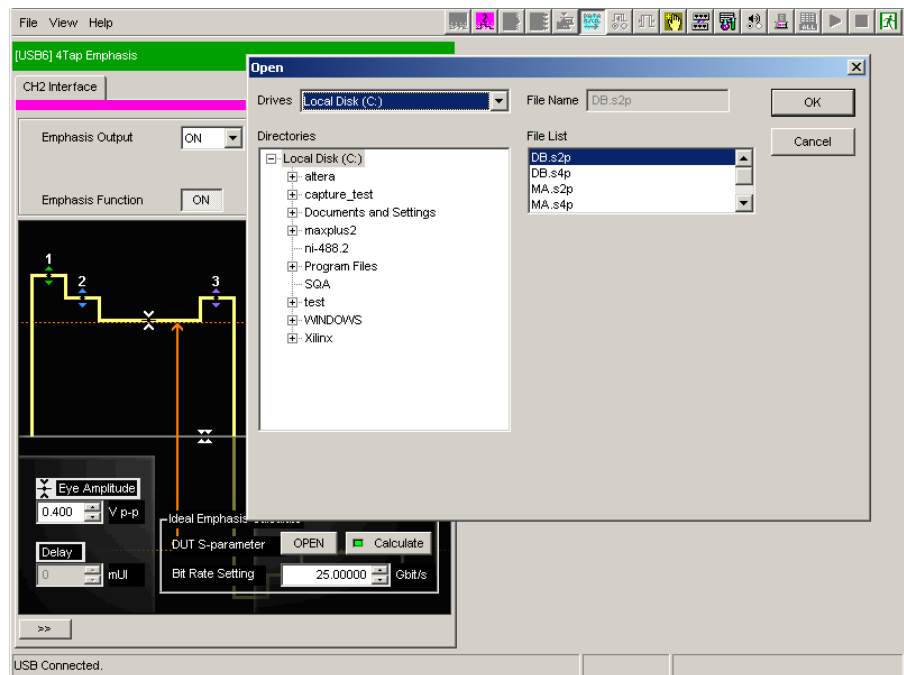 File View Help
[USB6] 4Tap Emphasis
CH2 Interface
Emphasis Output ON
Emphasis Function ON
1
2
3
Eye Amplitude
0.400 V p-p
Delay
0 mUI
Ideal Emphasis
DUT S-parameter OPEN Calculate
Bit Rate Setting 25.00000 Gbit/s
>>
USB Connected.
Open
Drives Local Disk (C:) File Name DB.s2p OK
Directories File List Cancel
Local Disk (C:)
altera
capture_test
Documents and Settings
maxplus2
ni-488.2
Program Files
SQA
test
WINDOWS
Xilinx
DB.s2p
DB.s4p
MA.s2p
MA.s4p